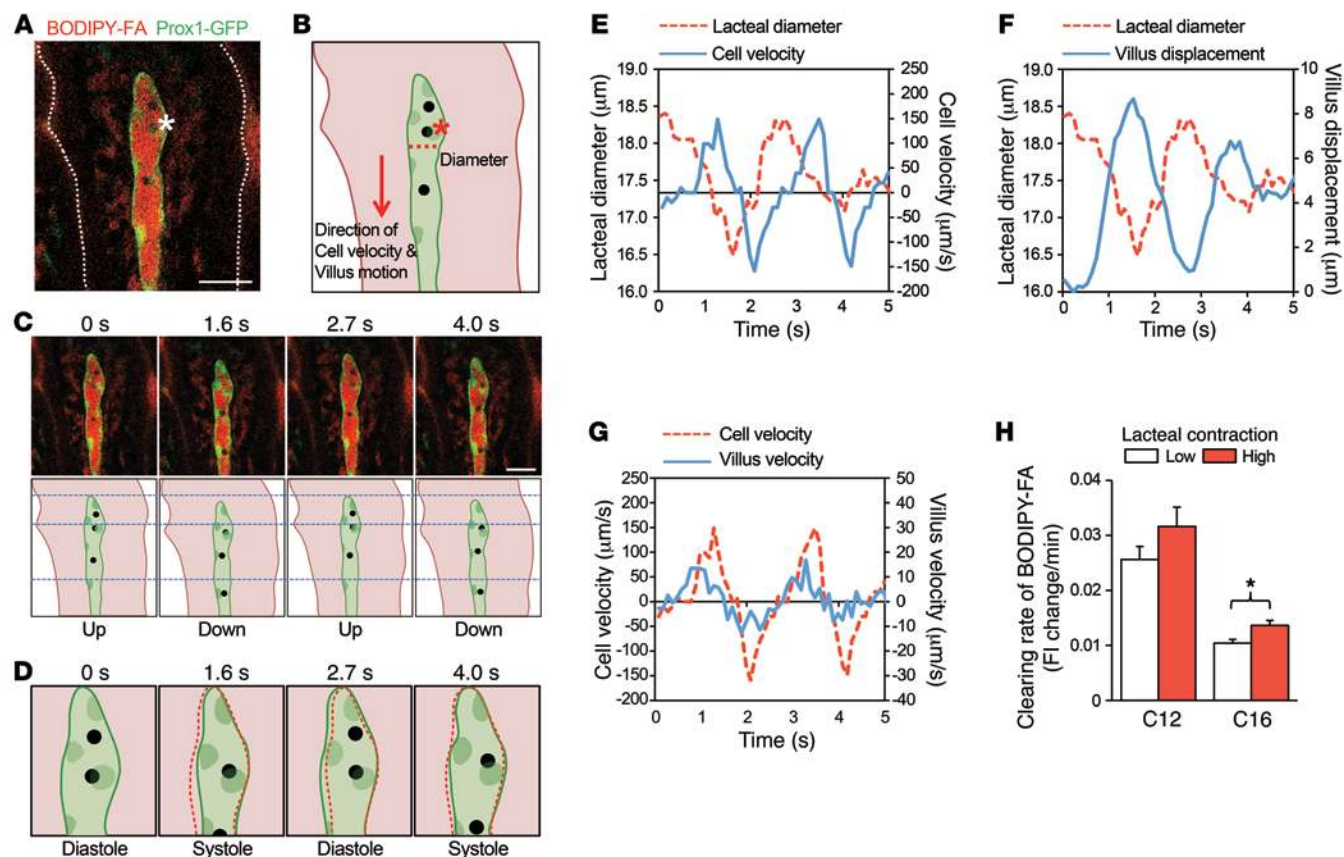 A
BODIPY-FA Prox1-GFP
*
B
*
Diameter
Direction of
Cell velocity &
Villus motion
C
0 s 1.6 s 2.7 s 4.0 s
Up Down Up Down
D
0 s 1.6 s 2.7 s 4.0 s
Diastole Systole Diastole Systole
E
Lacteal diameter
Cell velocity
Lacteal diameter (μm)
19.0
18.5
18.0
17.5
17.0
16.5
16.0
Cell velocity (μm/s)
250
200
150
100
50
0
-50
-100
-150
-200
0 1 2 3 4 5
Time (s)
F
Lacteal diameter
Villus displacement
Lacteal diameter (μm)
19.0
18.5
18.0
17.5
17.0
16.5
16.0
Villus displacement
(μm)
10
8
6
4
2
0
0 1 2 3 4 5
Time (s)
G
Cell velocity
Villus velocity
Cell velocity (μm/s)
250
200
150
100
50
0
-50
-100
-150
-200
Villus velocity
(μm/s)
50
40
30
20
10
0
-10
-20
-30
-40
0 1 2 3 4 5
Time (s)
H
Lacteal contraction
Low High
Clearing rate of BODIPY-FA
(FI change/min)
0.04
0.03
0.02
0.01
0
*
C12 C16